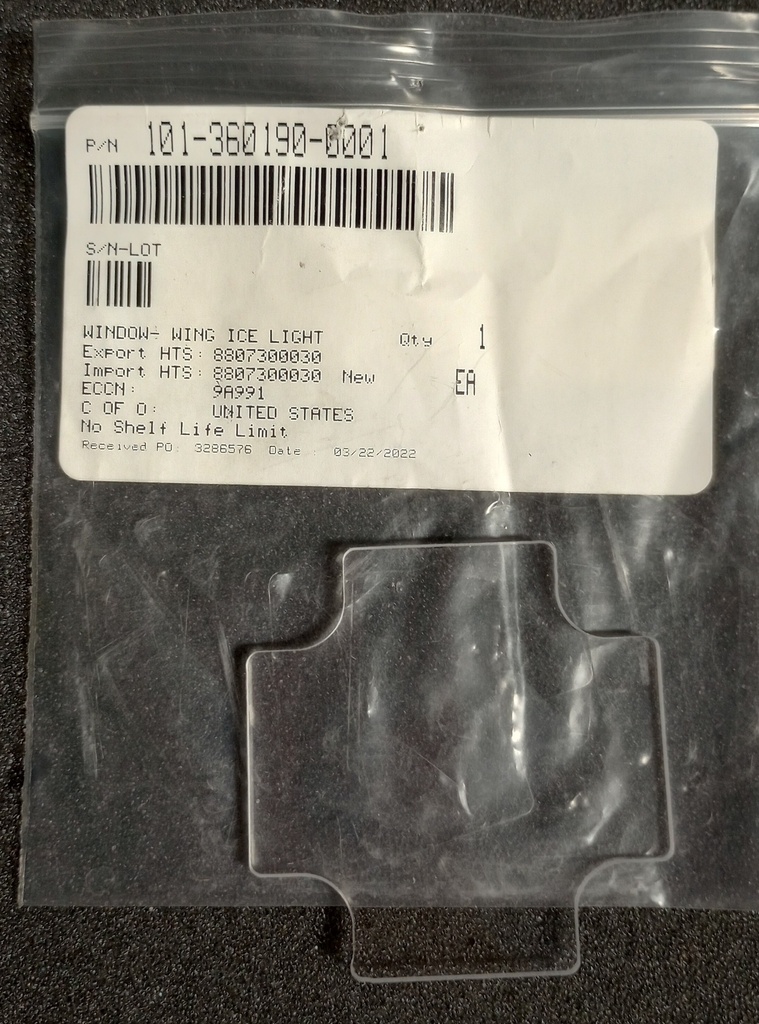 P/N 101-360190-0001
S/N-LOT
WINDOW- WING ICE LIGHT Qty 1
Export HTS: 8807300030
Import HTS: 8807300030 New EA
ECCN: 9A991
C OF O: UNITED STATES
No Shelf Life Limit
Received PO: 3286576 Date : 03/22/2022